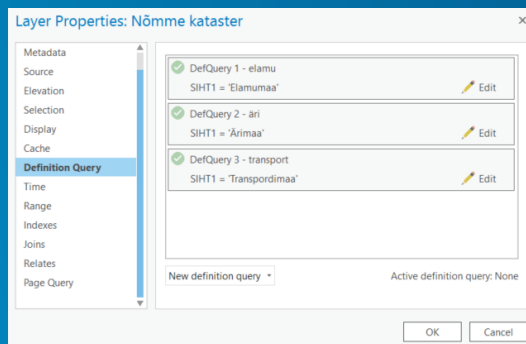 Layer Properties: Nõmme kataster
Metadata
Source
Elevation
Selection
Display
Cache
Definition Query
Time
Range
Indexes
Joins
Relates
Page Query
DefQuery 1 - elamu
SIHT1 = 'Elamumaa'
Edit
DefQuery 2 - äri
SIHT1 = 'Ärimaa'
Edit
DefQuery 3 - transport
SIHT1 = 'Transpordimaa'
Edit
New definition query
Active definition query: None
OK
Cancel